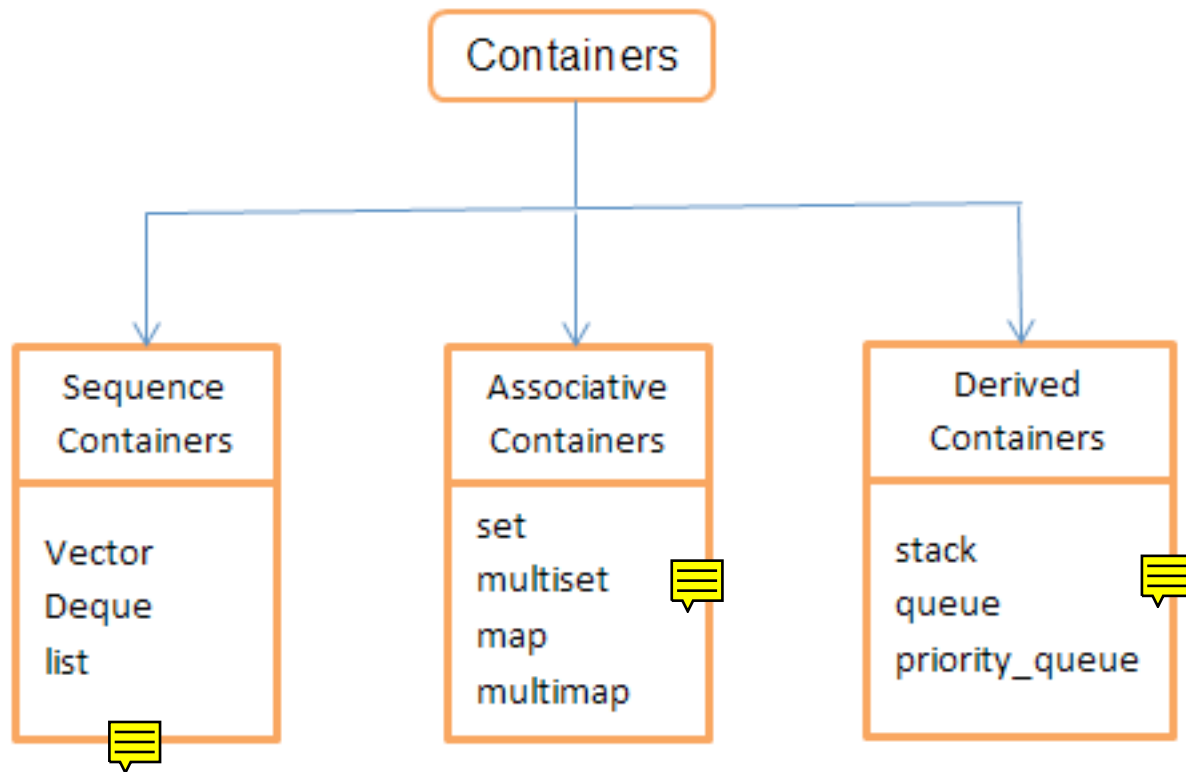 Containers
Sequence
Containers
Vector
Deque
list
Associative
Containers
set
multiset
map
multimap
Derived
Containers
stack
queue
priority_queue